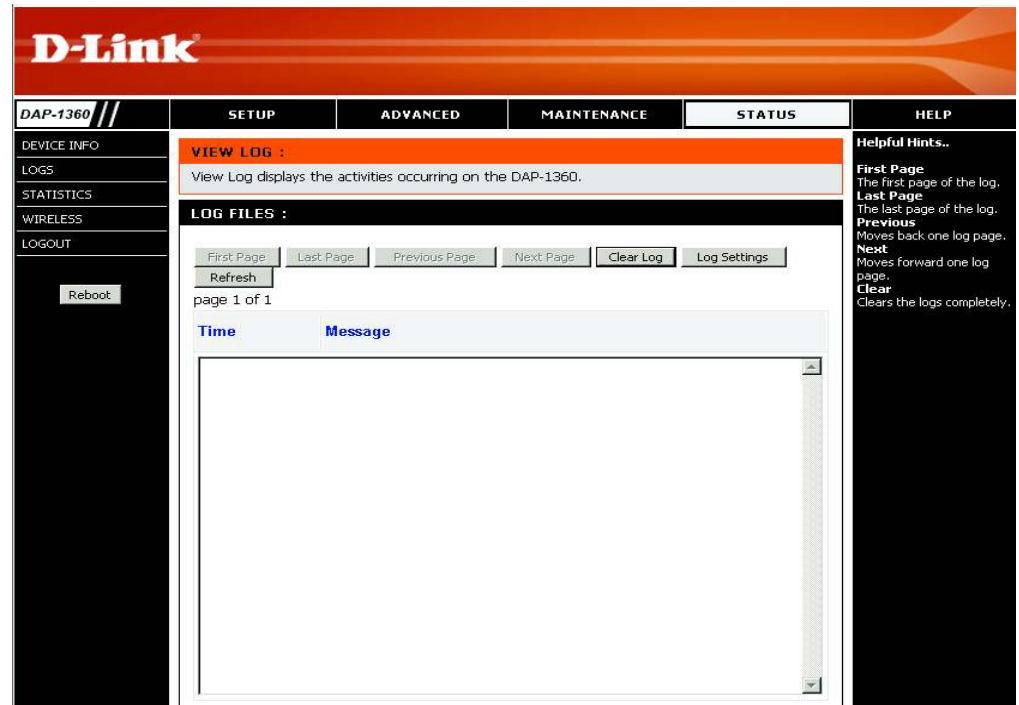 D-Link
DAP-1360
SETUP
ADVANCED
MAINTENANCE
STATUS
HELP
DEVICE INFO
LOGS
STATISTICS
WIRELESS
LOGOUT
Reboot
VIEW LOG :
View Log displays the activities occurring on the DAP-1360.
LOG FILES :
First Page
Last Page
Previous Page
Next Page
Clear Log
Log Settings
Refresh
page 1 of 1
Time
Message
Helpful Hints..
First Page
The first page of the log.
Last Page
The last page of the log.
Previous
Moves back one log page.
Next
Moves forward one log
page.
Clear
Clears the logs completely.